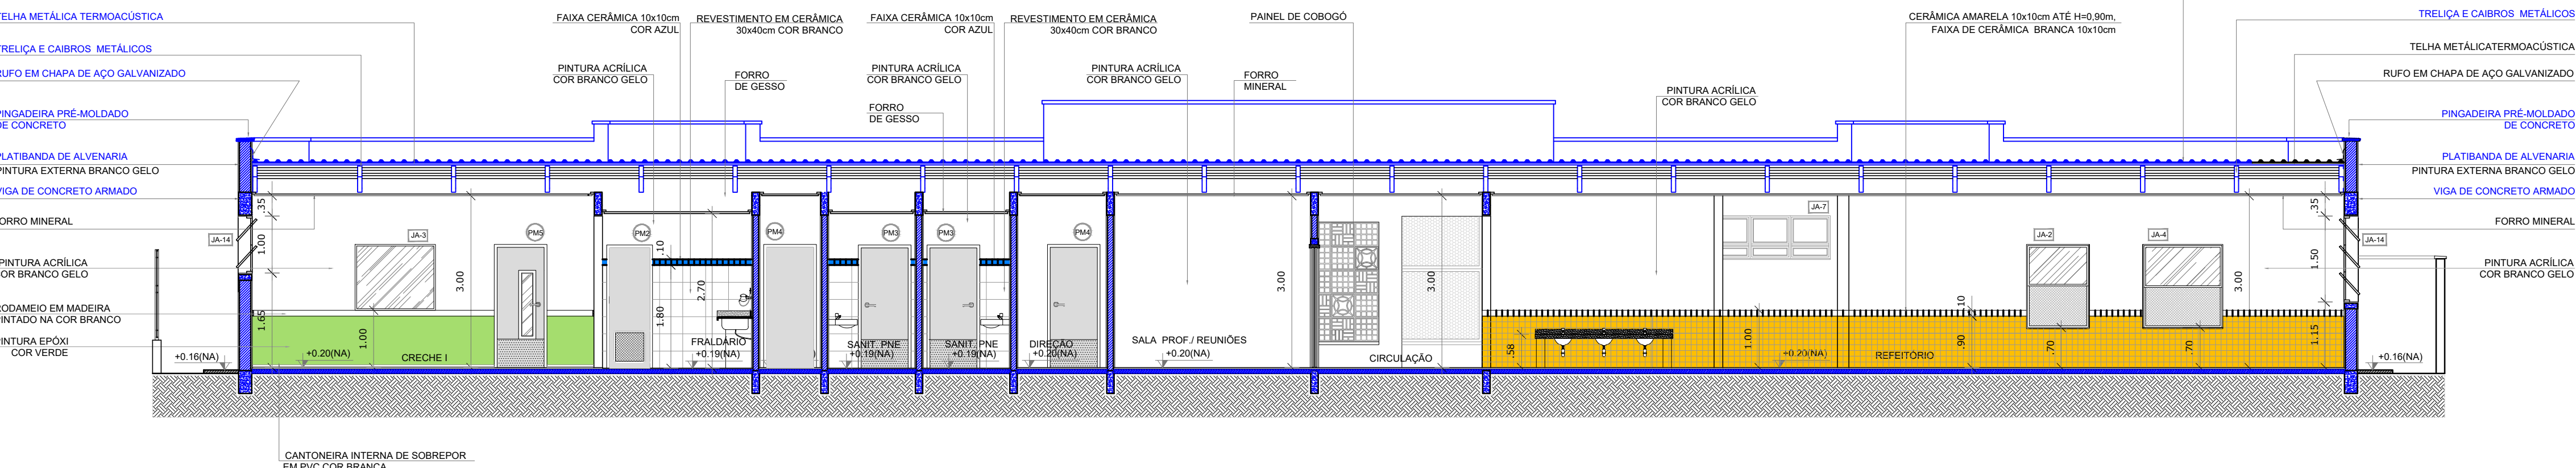 TELHA METÁLICA TERMOACÚSTICA
TRELIÇA E CAIBROS METÁLICOS
RUFO EM CHAPA DE AÇO GALVANIZADO
PINGADEIRA PRÉ-MOLDADO
DE CONCRETO
PLATIBANDA DE ALVENARIA
PINTURA EXTERNA BRANCO GELO
VIGA DE CONCRETO ARMADO
FORRO MINERAL
PINTURA ACRÍLICA
COR BRANCO GELO
RODAMEIO EM MADEIRA
PINTADO NA COR BRANCO
PINTURA EPÓXI
COR VERDE
+0.16(NA)
CANTONEIRA INTERNA DE SOBREPOR
EM PVC COR BRANCA
FAIXA CERÂMICA 10x10cm
COR AZUL
REVESTIMENTO EM CERÂMICA
30x40cm COR BRANCO
FAIXA CERÂMICA 10x10cm
COR AZUL
REVESTIMENTO EM CERÂMICA
30x40cm COR BRANCO
PAINEL DE COBOGÓ
CERÂMICA AMARELA 10x10cm ATÉ H=0,90m,
FAIXA DE CERÂMICA BRANCA 10x10cm
PINTURA ACRÍLICA
COR BRANCO GELO
FORRO
DE GESSO
PINTURA ACRÍLICA
COR BRANCO GELO
FORRO
DE GESSO
PINTURA ACRÍLICA
COR BRANCO GELO
FORRO
MINERAL
PINTURA ACRÍLICA
COR BRANCO GELO
JA-14
.35
1.00
1.65
JA-3
1.00
+0.20(NA)
CRECHE I
3.00
PM5
PM2
.10
1.80
2.70
FRALDÁRIO
+0.19(NA)
PM4
PM3
SANIT. PNE
+0.19(NA)
PM3
SANIT. PNE
+0.19(NA)
PM4
DIREÇÃO
+0.20(NA)
SALA PROF./ REUNIÕES
+0.20(NA)
3.00
CIRCULAÇÃO
3.00
.58
JA-7
1.00
+0.20(NA)
REFEITÓRIO
.10
.90
JA-2
.70
JA-4
.70
3.00
.35
1.50
1.15
JA-14
+0.16(NA)
TRELIÇA E CAIBROS METÁLICOS
TELHA METÁLICATERMOACÚSTICA
RUFO EM CHAPA DE AÇO GALVANIZADO
PINGADEIRA PRÉ-MOLDADO
DE CONCRETO
PLATIBANDA DE ALVENARIA
PINTURA EXTERNA BRANCO GELO
VIGA DE CONCRETO ARMADO
FORRO MINERAL
PINTURA ACRÍLICA
COR BRANCO GELO